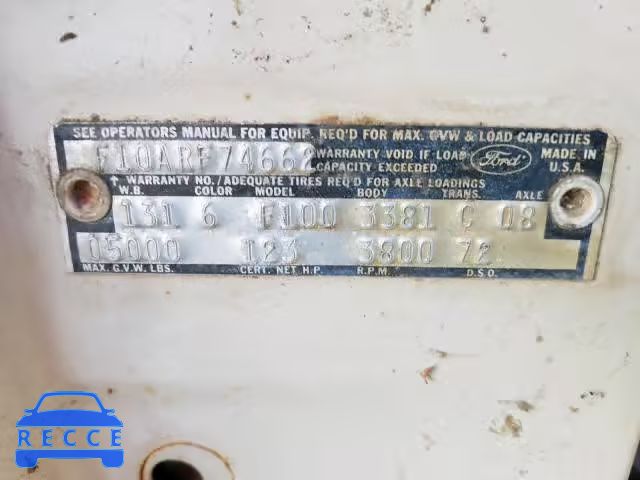 SEE OPERATORS MANUAL FOR EQUIP. REQ'D FOR MAX. GVW & LOAD CAPACITIES
F10ARF74662 WARRANTY VOID IF LOAD Ford MADE IN
CAPACITY EXCEEDED U.S.A.
↑ WARRANTY NO./ADEQUATE TIRES REQ'D FOR AXLE LOADINGS
W.B. COLOR MODEL BODY TRANS. AXLE
131 6 F100 3381 C 08
05000 123 3800 72
MAX. G.V.W. LBS. CERT. NET H.P. R.P.M. D.S.O.
RECCE